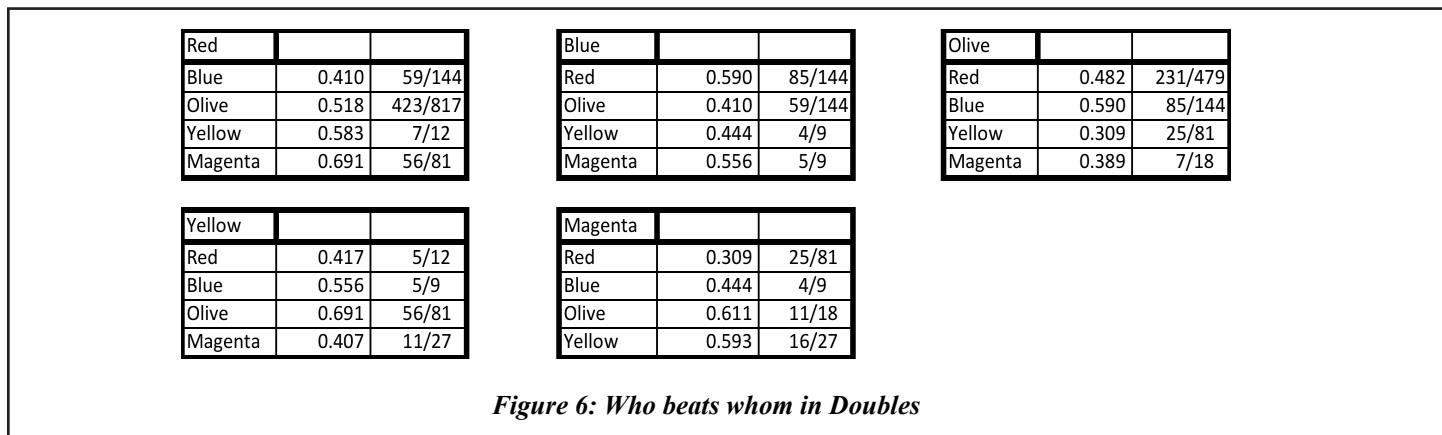 Red
Blue 0.410 59/144
Olive 0.518 423/817
Yellow 0.583 7/12
Magenta 0.691 56/81
Blue
Red 0.590 85/144
Olive 0.410 59/144
Yellow 0.444 4/9
Magenta 0.556 5/9
Olive
Red 0.482 231/479
Blue 0.590 85/144
Yellow 0.309 25/81
Magenta 0.389 7/18
Yellow
Red 0.417 5/12
Blue 0.556 5/9
Olive 0.691 56/81
Magenta 0.407 11/27
Magenta
Red 0.309 25/81
Blue 0.444 4/9
Olive 0.611 11/18
Yellow 0.593 16/27
Figure 6: Who beats whom in Doubles